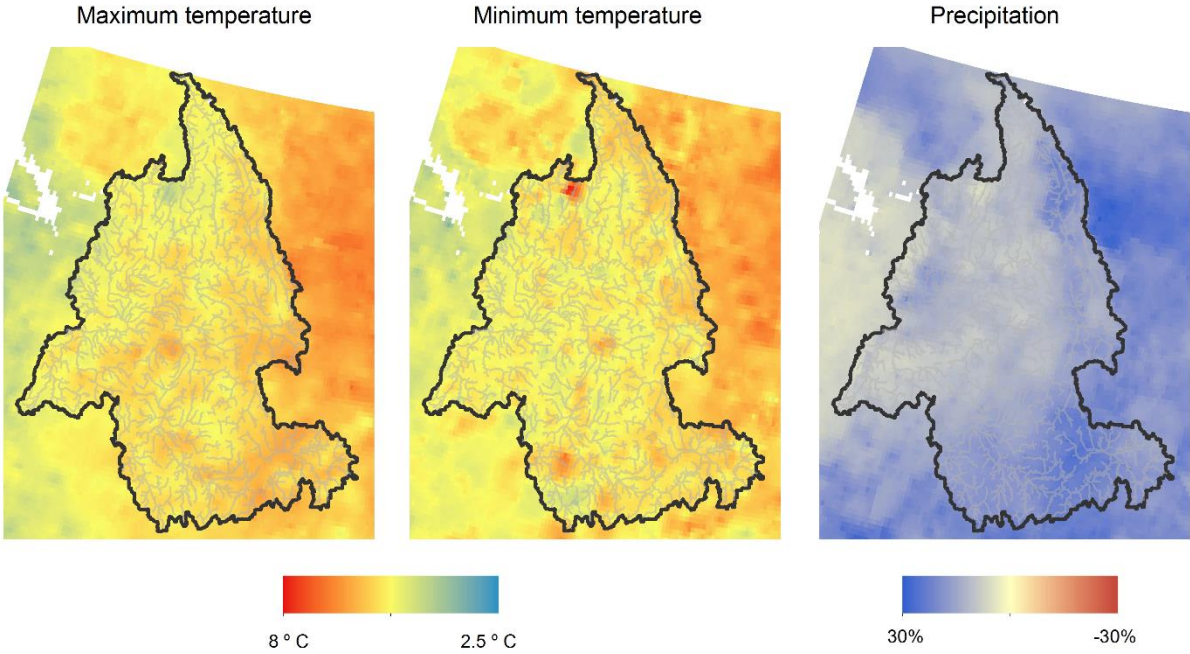 Maximum temperature
Minimum temperature
Precipitation
8 º C
2.5 º C
30%
-30%